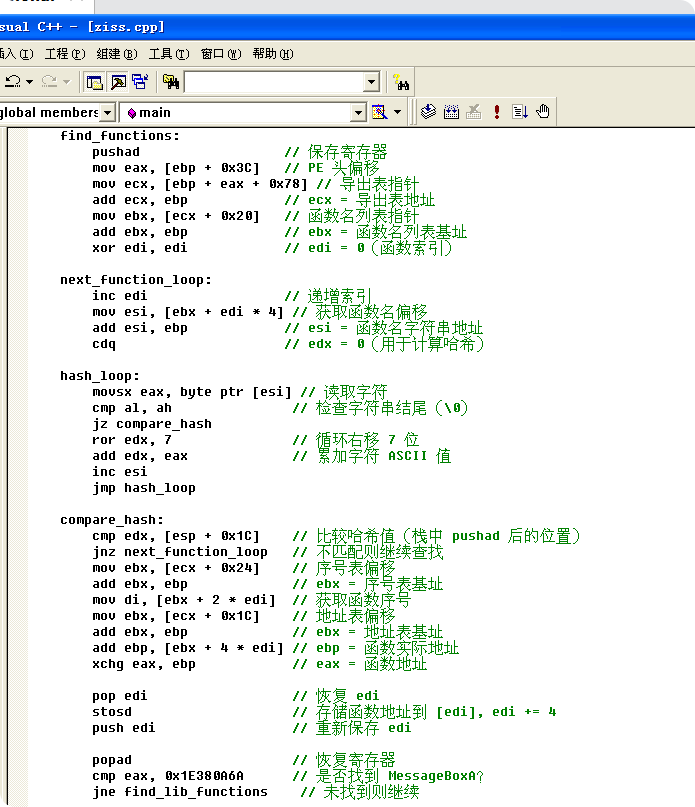 sual C++ - [ziss.cpp]
插入(I) 工程(P) 组建(B) 工具(T) 窗口(W) 帮助(H)
global members main
find_functions:
pushad // 保存寄存器
mov eax, [ebp + 0x3C] // PE 头偏移
mov ecx, [ebp + eax + 0x78] // 导出表指针
add ecx, ebp // ecx = 导出表地址
mov ebx, [ecx + 0x20] // 函数名列表指针
add ebx, ebp // ebx = 函数名列表基址
xor edi, edi // edi = 0（函数索引）
next_function_loop:
inc edi // 递增索引
mov esi, [ebx + edi * 4] // 获取函数名偏移
add esi, ebp // esi = 函数名字符串地址
cdq // edx = 0（用于计算哈希）
hash_loop:
movsx eax, byte ptr [esi] // 读取字符
cmp al, ah // 检查字符串结尾（\0）
jz compare_hash
ror edx, 7 // 循环右移 7 位
add edx, eax // 累加字符 ASCII 值
inc esi
jmp hash_loop
compare_hash:
cmp edx, [esp + 0x1C] // 比较哈希值（栈中 pushad 后的位置）
jnz next_function_loop // 不匹配则继续查找
mov ebx, [ecx + 0x24] // 序号表偏移
add ebx, ebp // ebx = 序号表基址
mov di, [ebx + 2 * edi] // 获取函数序号
mov ebx, [ecx + 0x1C] // 地址表偏移
add ebx, ebp // ebx = 地址表基址
add ebp, [ebx + 4 * edi] // ebp = 函数实际地址
xchg eax, ebp // eax = 函数地址
pop edi // 恢复 edi
stosd // 存储函数地址到 [edi], edi += 4
push edi // 重新保存 edi
popad // 恢复寄存器
cmp eax, 0x1E380A6A // 是否找到 MessageBoxA？
jne find_lib_functions // 未找到则继续